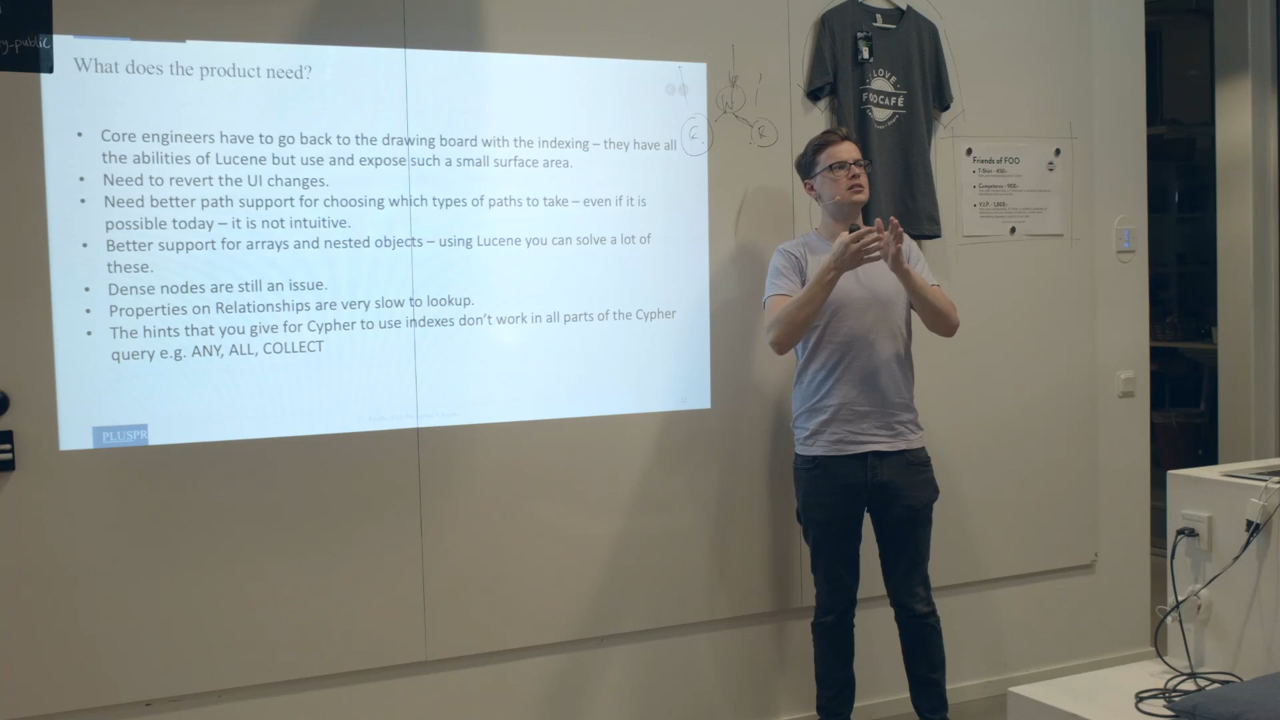 y-public
What does the product need?
• Core engineers have to go back to the drawing board with the indexing – they have all
the abilities of Lucene but use and expose such a small surface area.
• Need to revert the UI changes.
• Need better path support for choosing which types of paths to take – even if it is
possible today – it is not intuitive.
• Better support for arrays and nested objects – using Lucene you can solve a lot of
these.
• Dense nodes are still an issue.
• Properties on Relationships are very slow to lookup.
• The hints that you give for Cypher to use indexes don't work in all parts of the Cypher
query e.g. ANY, ALL, COLLECT
PLUSPR
R
I LOVE
FOOCAFÉ
Friends of FOO